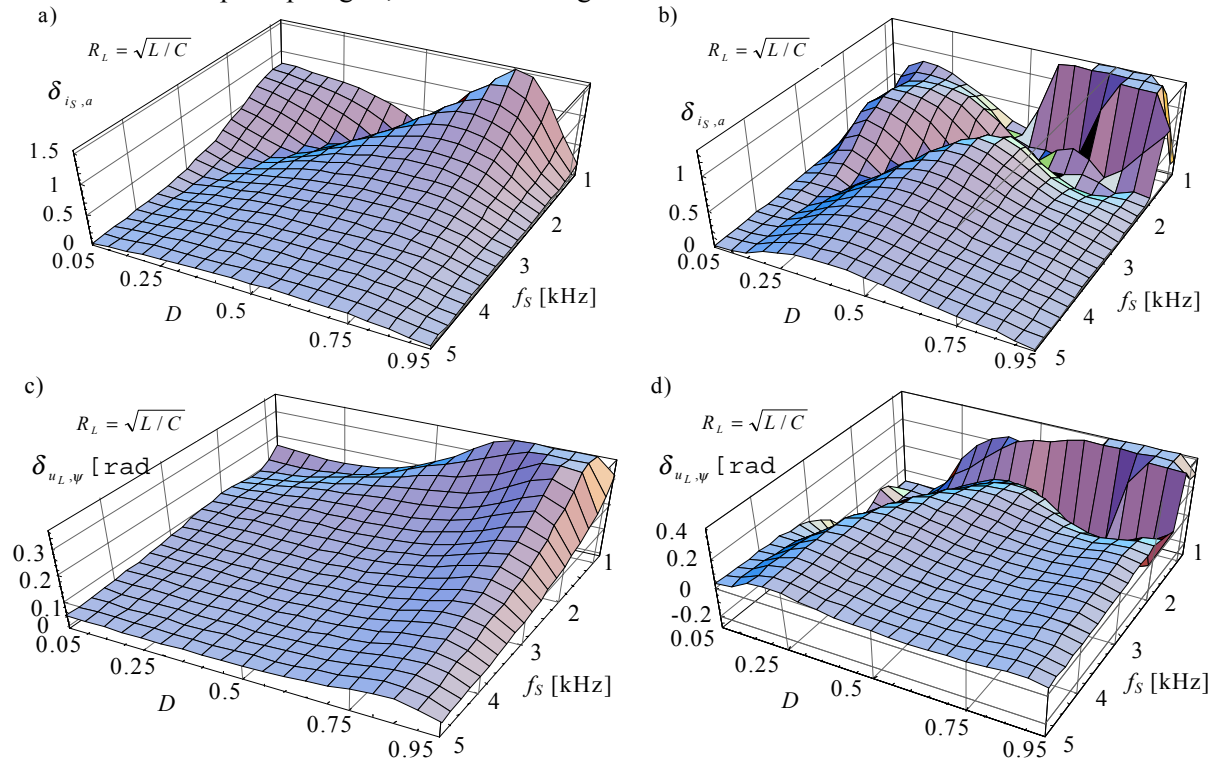 a)
R_L = √L / C
δ_{i_S , a}
1.5
1
0.5
0
0.05
0.25
0.5
0.75
0.95
D
1
2
3
4
5
f_S [kHz]
b)
R_L = √L / C
δ_{i_S , a}
1
0.5
0
0.05
0.25
0.5
0.75
0.95
D
1
2
3
4
5
f_S [kHz]
c)
R_L = √L / C
δ_{u_L , ψ} [rad
0.3
0.2
0.1
0
0.05
0.25
0.5
0.75
0.95
D
1
2
3
4
5
f_S [kHz]
d)
R_L = √L / C
δ_{u_L , ψ} [rad
0.4
0.2
0
-0.2
0.05
0.25
0.5
0.75
0.95
D
1
2
3
4
5
f_S [kHz]